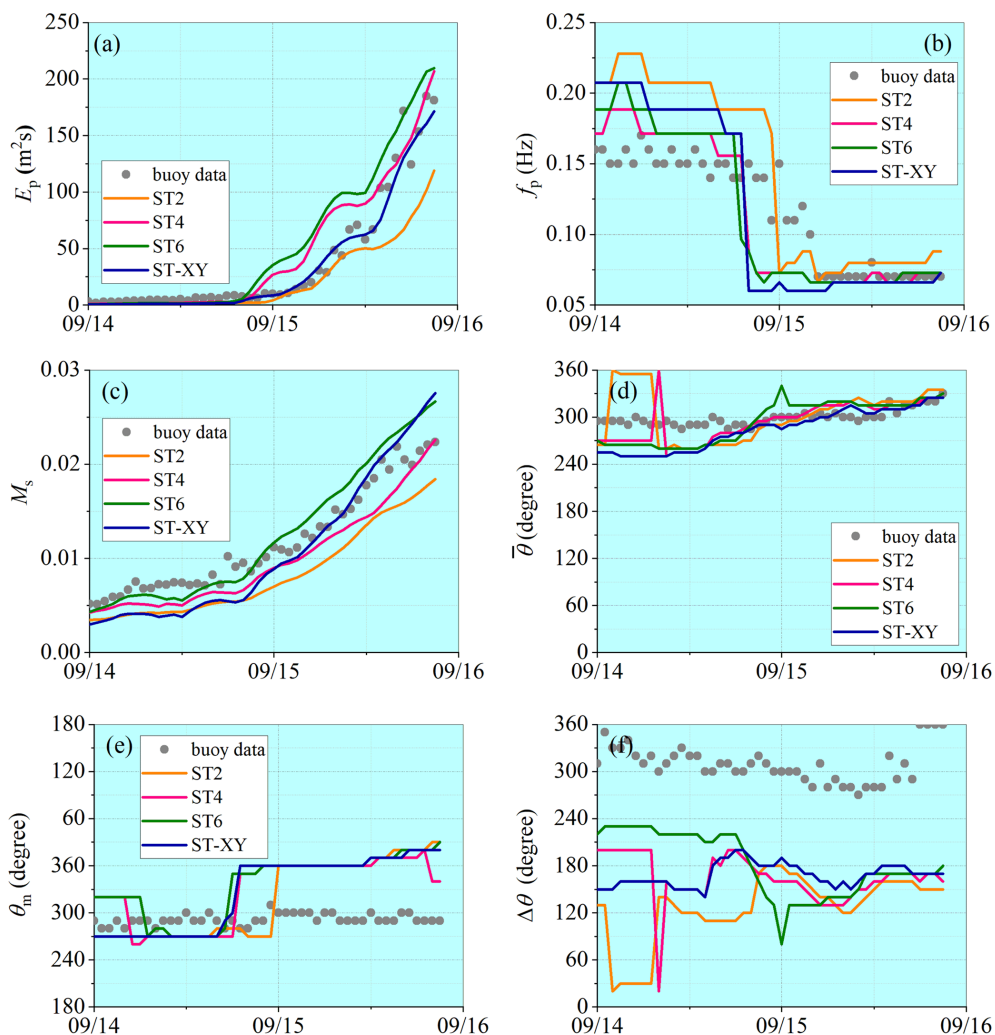 250
200
150
100
50
0
E_p (m²s)
(a)
buoy data
ST2
ST4
ST6
ST-XY
09/14
09/15
09/16
0.25
0.20
0.15
0.10
0.05
f_p (Hz)
(b)
buoy data
ST2
ST4
ST6
ST-XY
09/14
09/15
09/16
0.03
0.02
0.01
0.00
M_s
(c)
buoy data
ST2
ST4
ST6
ST-XY
09/14
09/15
09/16
360
300
240
180
120
60
0
θ̅ (degree)
(d)
buoy data
ST2
ST4
ST6
ST-XY
09/14
09/15
09/16
180
120
60
360
300
240
180
θ_m (degree)
(e)
buoy data
ST2
ST4
ST6
ST-XY
09/14
09/15
09/16
360
300
240
180
120
60
0
Δθ (degree)
(f)
09/14
09/15
09/16